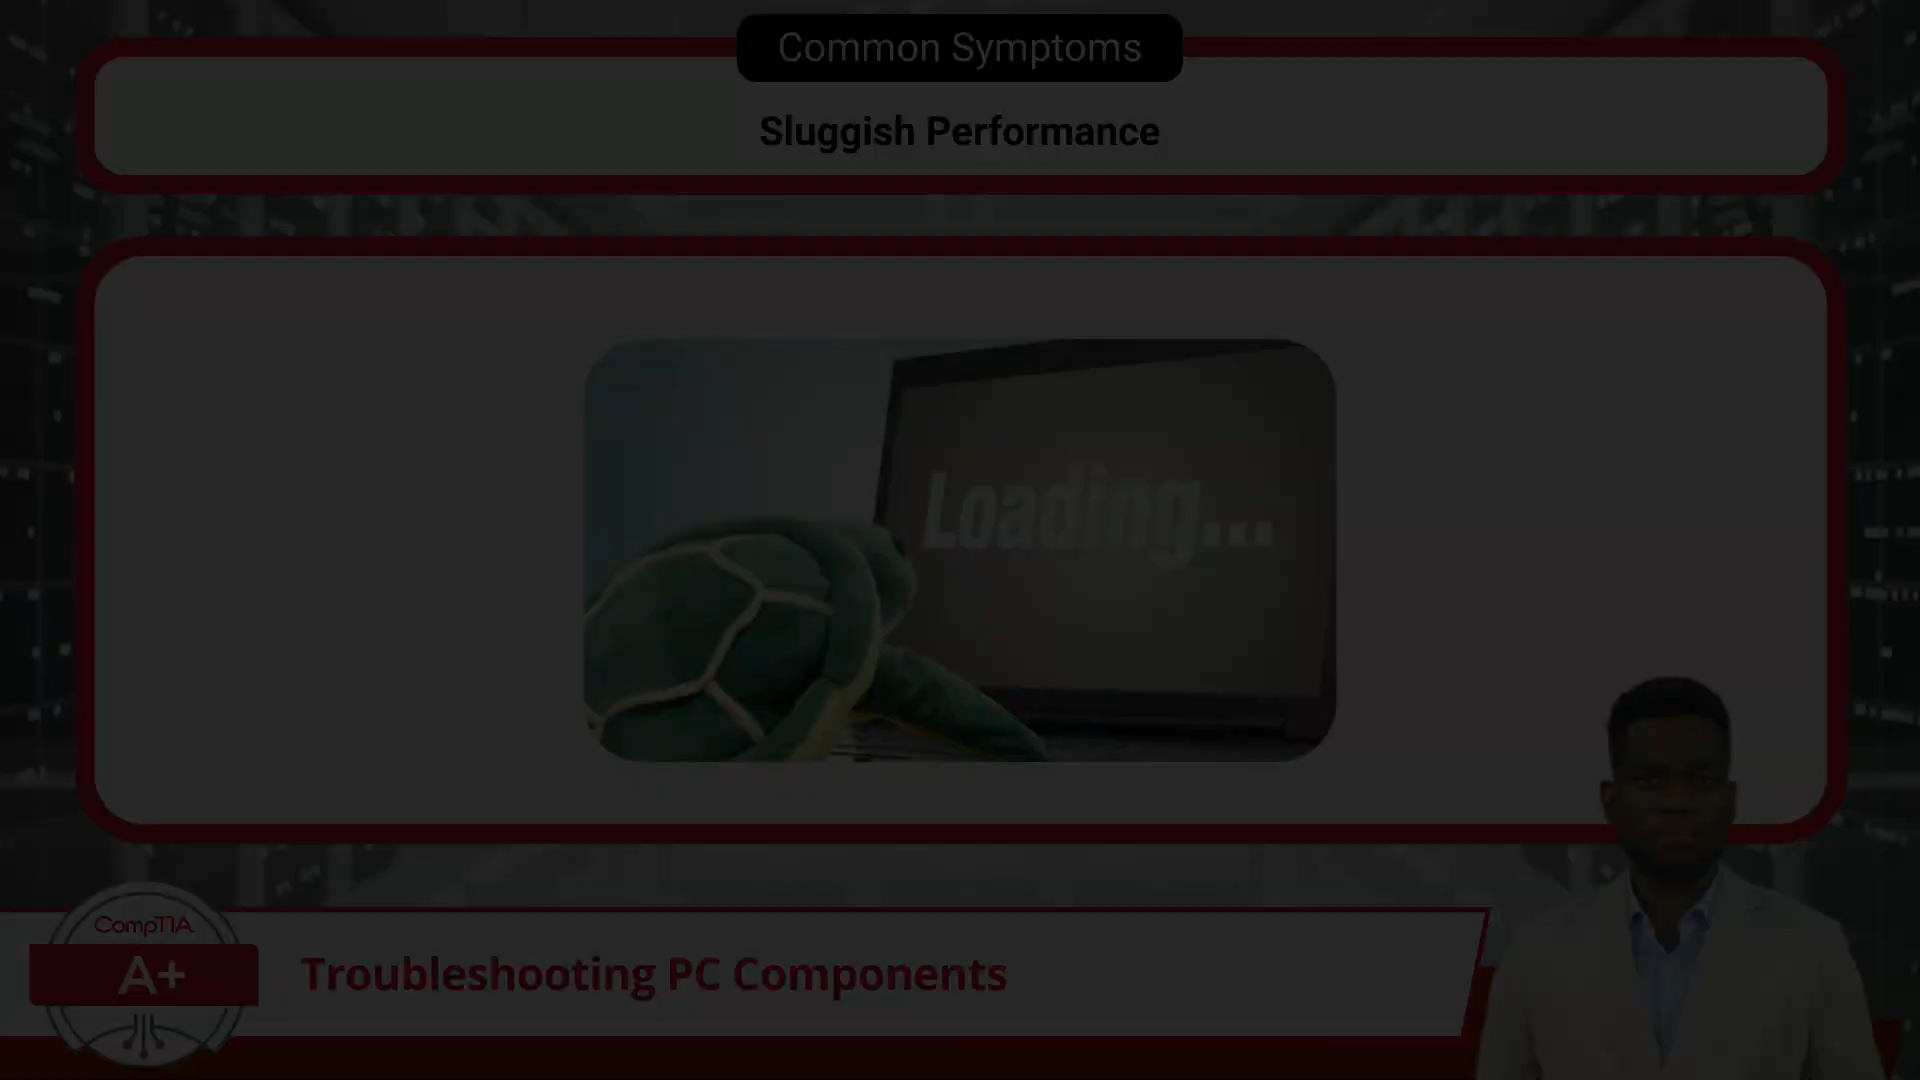 Common Symptoms
Sluggish Performance
Loading...
CompTIA
A+
Troubleshooting PC Components